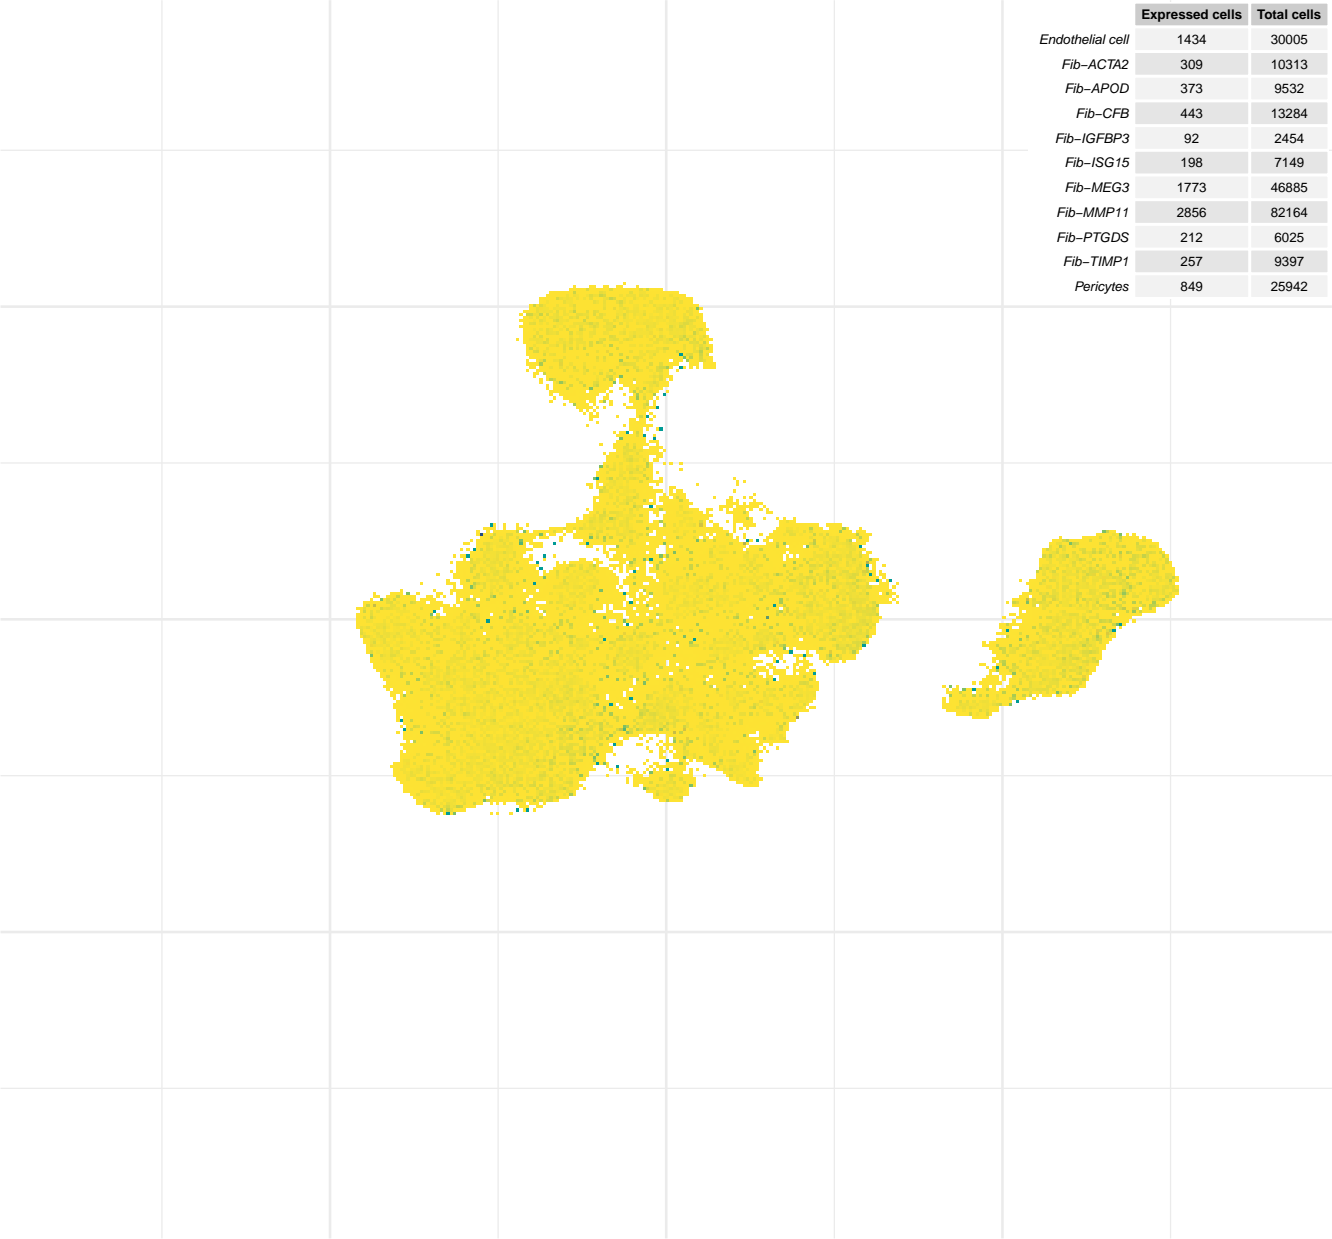 Expressed cells Total cells
Endothelial cell 1434 30005
Fib−ACTA2 309 10313
Fib−APOD 373 9532
Fib−CFB 443 13284
Fib−IGFBP3 92 2454
Fib−ISG15 198 7149
Fib−MEG3 1773 46885
Fib−MMP11 2856 82164
Fib−PTGDS 212 6025
Fib−TIMP1 257 9397
Pericytes 849 25942